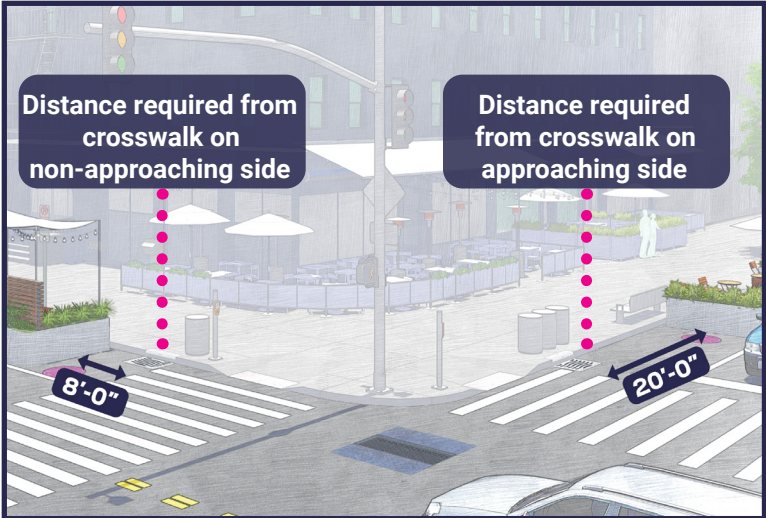 Distance required from
crosswalk on
non-approaching side
Distance required
from crosswalk on
approaching side
8'-0"
20'-0"